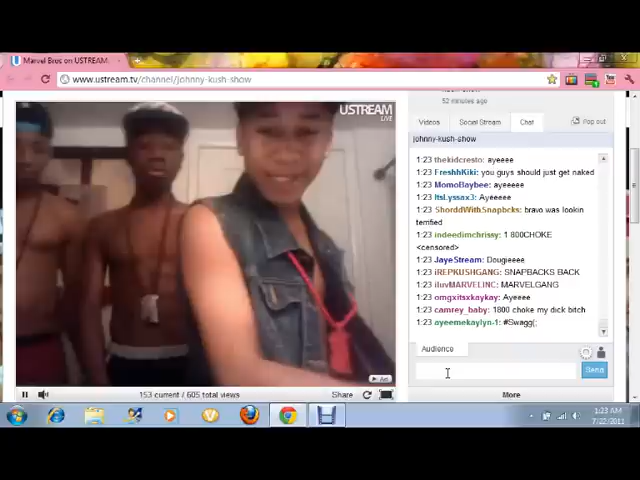 Marvel Bros on USTREAM:
www.ustream.tv/channel/johnny-kush-show
USTREAM
LIVE
52 minutes ago
Videos
Social Stream
Chat
Pop out
johnny-kush-show
1:23 thekidcresto: ayeeee
1:23 FreshhKiki: you guys should just get naked
1:23 MomoBaybee: ayeeeee
1:23 ItsLyssax3: Ayeeeee
1:23 ShorddWithSnapbcks: bravo was lookin
terrified
1:23 indeedimchrissy: 1 800CHOKE
<censored>
1:23 JayeStream: Dougieeee
1:23 iREPKUSHGANG: SNAPBACKS BACK
1:23 iluvMARVELINC: MARVELGANG
1:23 omgxitsxkaykay: Ayeeee
1:23 camrey_baby: 1800 choke my dick bitch
1:23 ayeemekaylyn-1: #Swagg(:
Audience
Send
Ad
153 current / 605 total views
Share
More
1:23 AM
7/22/2011